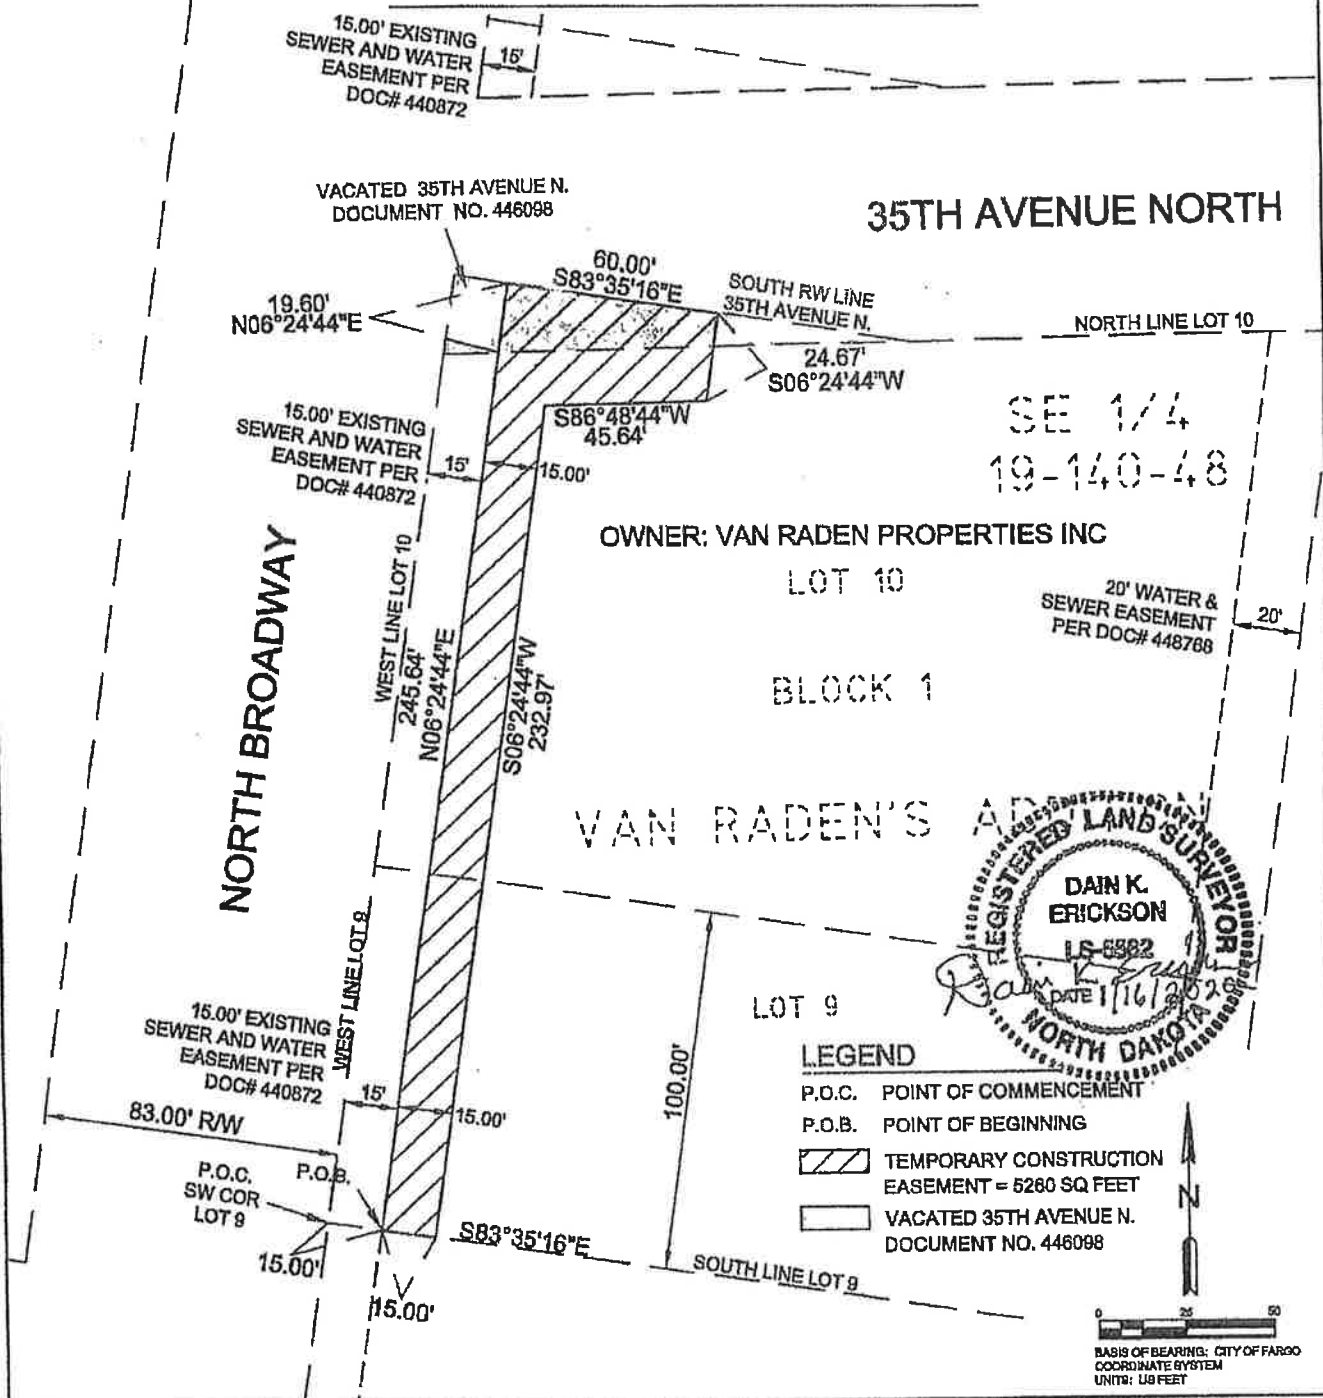 15.00' EXISTING
SEWER AND WATER
EASEMENT PER
DOC# 440872
15'
VACATED 35TH AVENUE N.
DOCUMENT NO. 446098
35TH AVENUE NORTH
60.00'
S83°35'16"E
SOUTH RW LINE
35TH AVENUE N.
19.60'
N06°24'44"E
NORTH LINE LOT 10
24.67'
S06°24'44"W
S86°48'44"W
45.64'
15.00' EXISTING
SEWER AND WATER
EASEMENT PER
DOC# 440872
15'
15.00'
SE 1/4
19-140-48
OWNER: VAN RADEN PROPERTIES INC
LOT 10
20' WATER &
SEWER EASEMENT
PER DOC# 448768
20'
BLOCK 1
NORTH BROADWAY
WEST LINE LOT 10
245.64'
N06°24'44"E
S06°24'44"W
232.97'
VAN RADEN'S
REGISTERED LAND SURVEYOR
DAIN K.
ERICKSON
LS-6582
DATE 1/16/2020
NORTH DAKOTA
WEST LINE LOT 9
LOT 9
100.00'
15.00' EXISTING
SEWER AND WATER
EASEMENT PER
DOC# 440872
15'
15.00'
83.00' R/W
P.O.C.
SW COR
LOT 9
P.O.B.
15.00'
15.00'
S83°35'16"E
SOUTH LINE LOT 9
LEGEND
P.O.C. POINT OF COMMENCEMENT
P.O.B. POINT OF BEGINNING
TEMPORARY CONSTRUCTION
EASEMENT = 5260 SQ FEET
VACATED 35TH AVENUE N.
DOCUMENT NO. 446098
N
0 25 50
BASIS OF BEARING: CITY OF FARGO
COORDINATE SYSTEM
UNITS: US FEET